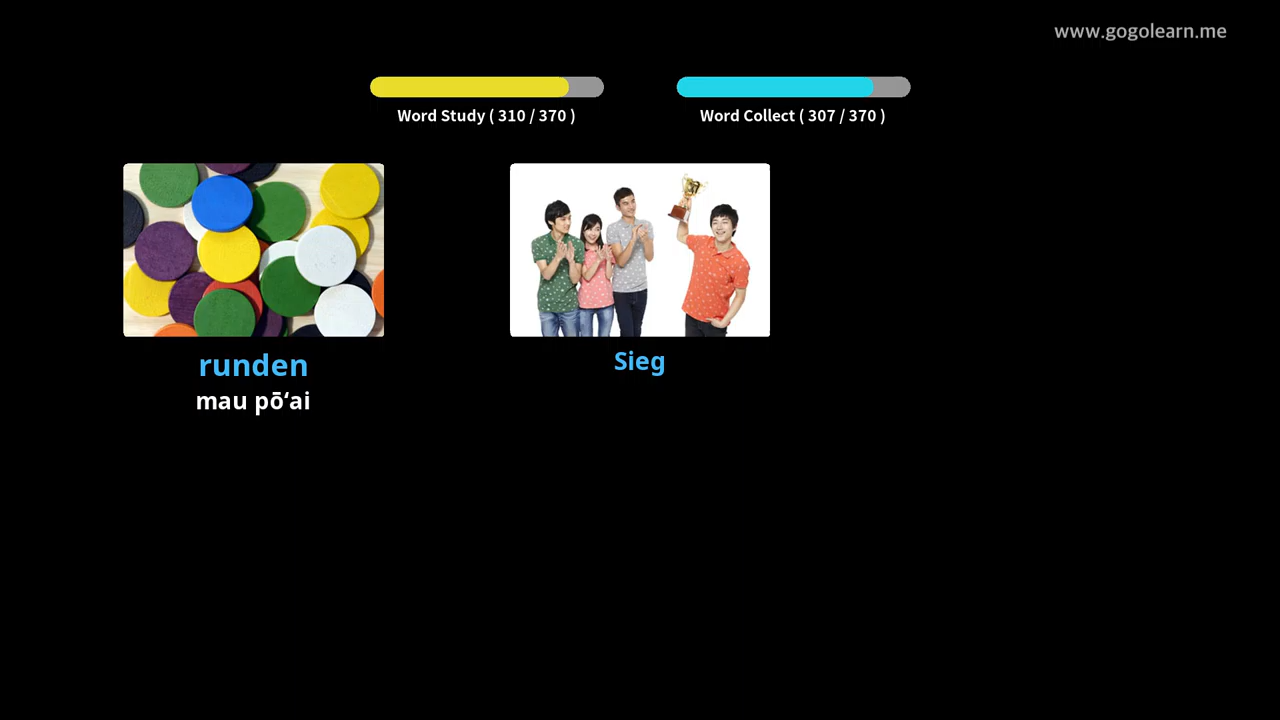 www.gogolearn.me
Word Study ( 310 / 370 )
Word Collect ( 307 / 370 )
runden
mau pōʻai
Sieg